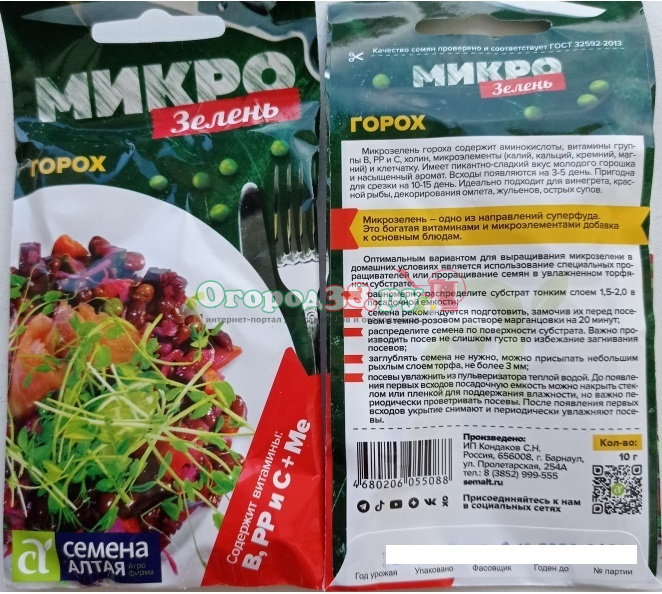 МИКРО
Зелень
ГОРОХ
Содержит витамины:
B, PP и C + Me
СЕМЕНА
АЛТАЯ
Агро
фирма
Качество семян проверено и соответствует ГОСТ 32592-2013
МИКРО
Зелень
ГОРОХ
Микрозелень гороха содержит аминокислоты, витамины груп-
пы В, РР и С, холин, микроэлементы (калий, кальций, кремний, маг-
ний) и клетчатку. Имеет пикантно-сладкий вкус молодого горошка
и насыщенный аромат. Всходы появляются на 3-5 день. Пригодна
для срезки на 10-15 день. Идеально подходит для винегрета, крас-
ной рыбы, декорирования омлета, жульенов, острых супов.
Микрозелень – одно из направлений суперфуда.
Это богатая витаминами и микроэлементами добавка
к основным блюдам.
Оптимальным вариантом для выращивания микрозелени в
домашних условиях является использование специальных про-
ращивателей или проращивание семян в увлажненном торфя-
ном субстрате:
равномерно распределите субстрат тонким слоем 1,5-2,0 в
посадочной емкости;
семена рекомендуется подготовить, замочив их перед посе-
вом в темно-розовом растворе марганцовки на 20 минут;
распределите семена по поверхности субстрата. Важно про-
изводить посев не слишком густо во избежание загнивания
посевов;
заглублять семена не нужно, можно присыпать небольшим
рыхлым слоем торфа, не более 3 мм;
посевы увлажнить из пульверизатора теплой водой. До появле-
ния первых всходов посадочную емкость можно накрыть стек-
лом или пленкой для поддержания влажности, но важно пе-
риодически проветривать посевы. После появления первых
всходов укрытие снимают и периодически увлажняют посе-
вы.
Произведено:
ИП Кондаков С.Н.
Россия, 656008, г. Барнаул,
ул. Пролетарская, 254А
тел.: 8 (3852) 999-555
semalt.ru
Кол-во:
10 г
4680206055088
Присоединяйтесь к нам
в социальных сетях
Год урожая Упаковано Фасовщик Годен до № партии